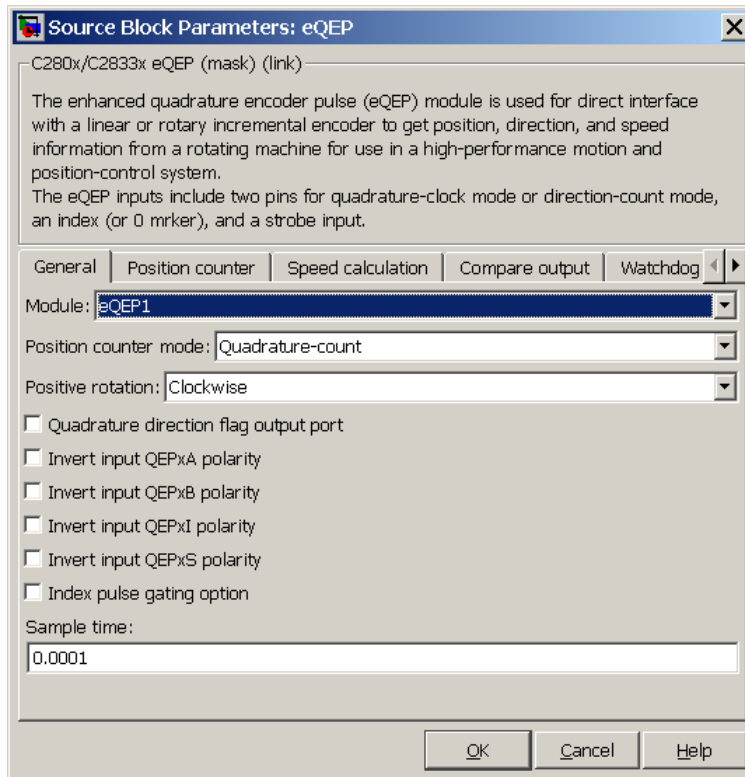 Source Block Parameters: eQEP
C280x/C2833x eQEP (mask) (link)
The enhanced quadrature encoder pulse (eQEP) module is used for direct interface
with a linear or rotary incremental encoder to get position, direction, and speed
information from a rotating machine for use in a high-performance motion and
position-control system.
The eQEP inputs include two pins for quadrature-clock mode or direction-count mode,
an index (or 0 mrker), and a strobe input.
General Position counter Speed calculation Compare output Watchdog
Module: eQEP1
Position counter mode: Quadrature-count
Positive rotation: Clockwise
Quadrature direction flag output port
Invert input QEPxA polarity
Invert input QEPxB polarity
Invert input QEPxI polarity
Invert input QEPxS polarity
Index pulse gating option
Sample time:
0.0001
OK Cancel Help